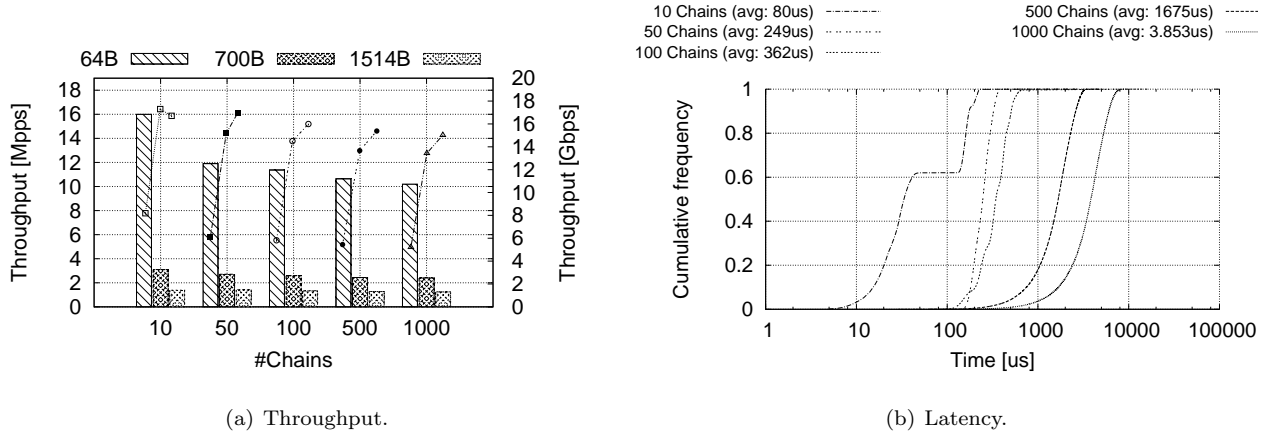 64B 700B 1514B
Throughput [Mpps]
18
16
14
12
10
8
6
4
2
0
20
18
16
14
12
10
8
6
4
2
0
Throughput [Gbps]
10 50 100 500 1000
#Chains
(a) Throughput.
10 Chains (avg: 80us)
50 Chains (avg: 249us)
100 Chains (avg: 362us)
500 Chains (avg: 1675us)
1000 Chains (avg: 3.853us)
Cumulative frequency
1
0.8
0.6
0.4
0.2
0
1 10 100 1000 10000 100000
Time [us]
(b) Latency.